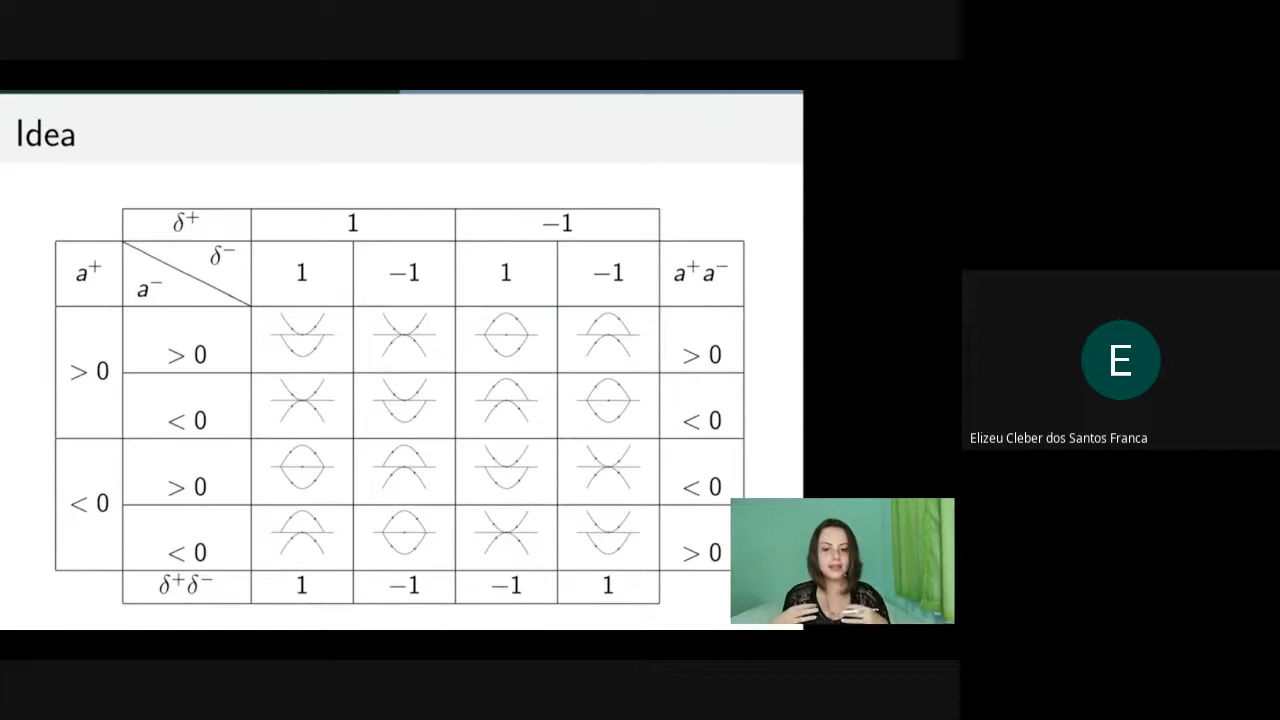 Idea
δ⁺ 1 −1
a⁺ δ⁻ a⁻ 1 −1 1 −1 a⁺a⁻
> 0 > 0 > 0
< 0 < 0
< 0 > 0 < 0
< 0 > 0
δ⁺δ⁻ 1 −1 −1 1
E
Elizeu Cleber dos Santos Franca